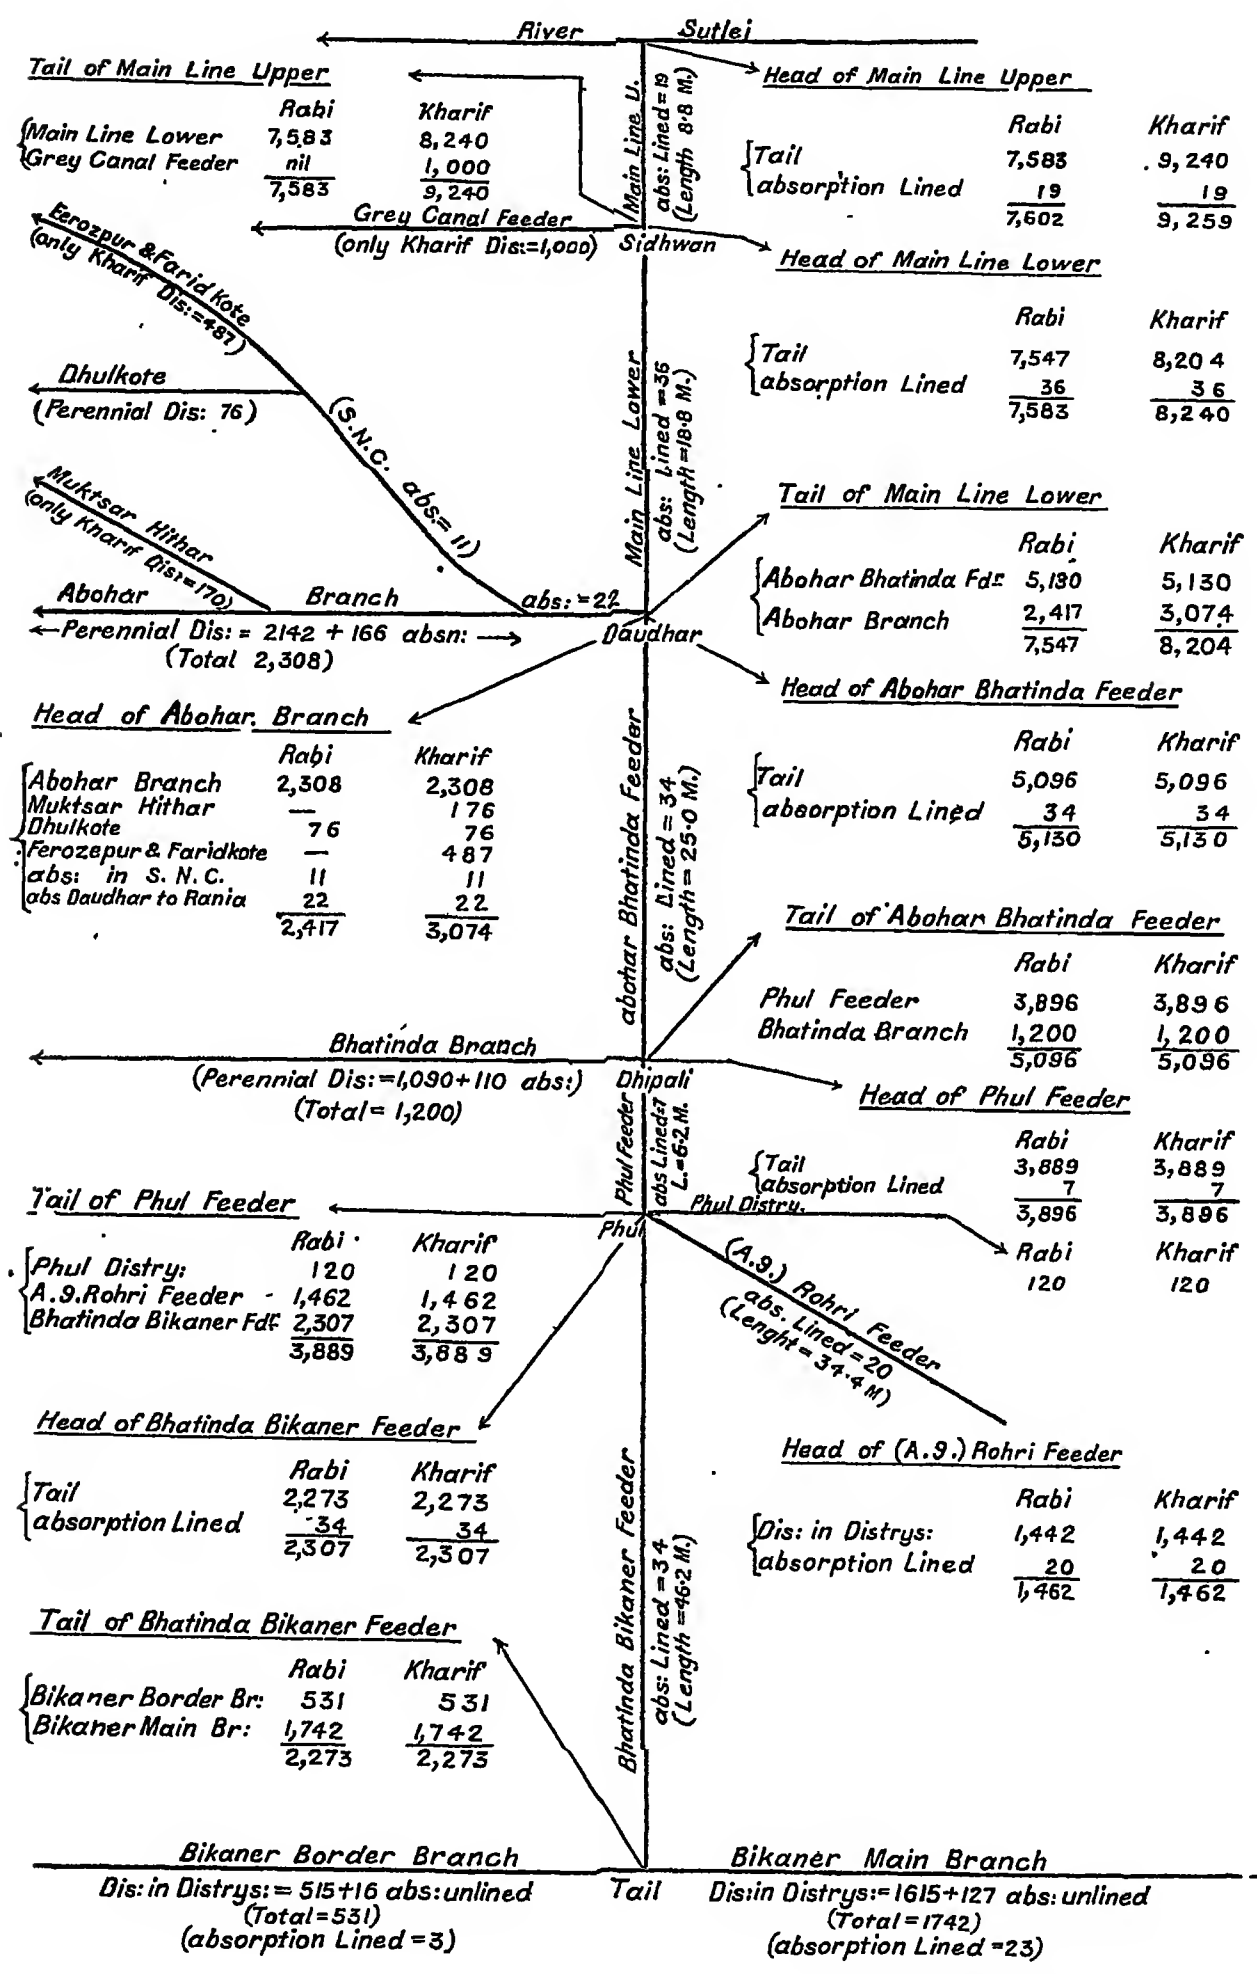 River Sutlej
Tail of Main Line Upper
Rabi Kharif
Main Line Lower 7,583 8,240
Grey Canal Feeder nil 1,000
7,583 9,240
Main Line U.
abs: Lined=19
(Length 8.8 M.)
Head of Main Line Upper
Rabi Kharif
Tail 7,583 9,240
absorption Lined 19 19
7,602 9,259
Grey Canal Feeder
(only Kharif Dis:=1,000)
Sidhwan
Head of Main Line Lower
Rabi Kharif
Tail 7,547 8,204
absorption Lined 36 36
7,583 8,240
Ferozpur & Faridkote
(only Kharif Dis:=487)
Dhulkote
(Perennial Dis: 76)
(S.N.C. abs:=11)
Main Line Lower
abs: Lined =36
(Length=18.8 M.)
Muktsar Hithar
(only Kharif Dis:=170)
Abohar Branch abs:=22
Perennial Dis:= 2142 + 166 absn:
(Total 2,308)
Daudhar
Tail of Main Line Lower
Rabi Kharif
Abohar Bhatinda Fdr 5,130 5,130
Abohar Branch 2,417 3,074
7,547 8,204
Head of Abohar Bhatinda Feeder
Rabi Kharif
Tail 5,096 5,096
absorption Lined 34 34
5,130 5,130
Head of Abohar Branch
Rabi Kharif
Abohar Branch 2,308 2,308
Muktsar Hithar — 176
Dhulkote 76 76
Ferozepur & Faridkote — 487
abs: in S. N. C. 11 11
abs Daudhar to Rania 22 22
2,417 3,074
abohar Bhatinda Feeder
abs: Lined = 34
(Length = 25.0 M.)
Tail of Abohar Bhatinda Feeder
Rabi Kharif
Phul Feeder 3,896 3,896
Bhatinda Branch 1,200 1,200
5,096 5,096
Bhatinda Branch
(Perennial Dis:=1,090+110 abs:)
(Total= 1,200)
Dhipali
Head of Phul Feeder
Rabi Kharif
Tail 3,889 3,889
absorption Lined 7 7
3,896 3,896
Phul Feeder
abs Lined=7
L.=6.2 M.
Phul Distry.
Rabi Kharif
120 120
Tail of Phul Feeder
Phul
Rabi Kharif
Phul Distry: 120 120
A.9.Rohri Feeder 1,462 1,462
Bhatinda Bikaner Fdr 2,307 2,307
3,889 3,889
(A.9.) Rohri Feeder
abs. Lined=20
(Lenght=34.4 M)
Head of Bhatinda Bikaner Feeder
Rabi Kharif
Tail 2,273 2,273
absorption Lined 34 34
2,307 2,307
Head of (A.9.) Rohri Feeder
Rabi Kharif
Dis: in Distrys: 1,442 1,442
absorption Lined 20 20
1,462 1,462
Bhatinda Bikaner Feeder
abs: Lined =34
(Length =46.2 M.)
Tail of Bhatinda Bikaner Feeder
Rabi Kharif
Bikaner Border Br: 531 531
Bikaner Main Br: 1,742 1,742
2,273 2,273
Bikaner Border Branch Bikaner Main Branch
Dis: in Distrys:= 515+16 abs: unlined Tail Dis: in Distrys:= 1615+127 abs: unlined
(Total=531) (Total=1742)
(absorption Lined =3) (absorption Lined =23)